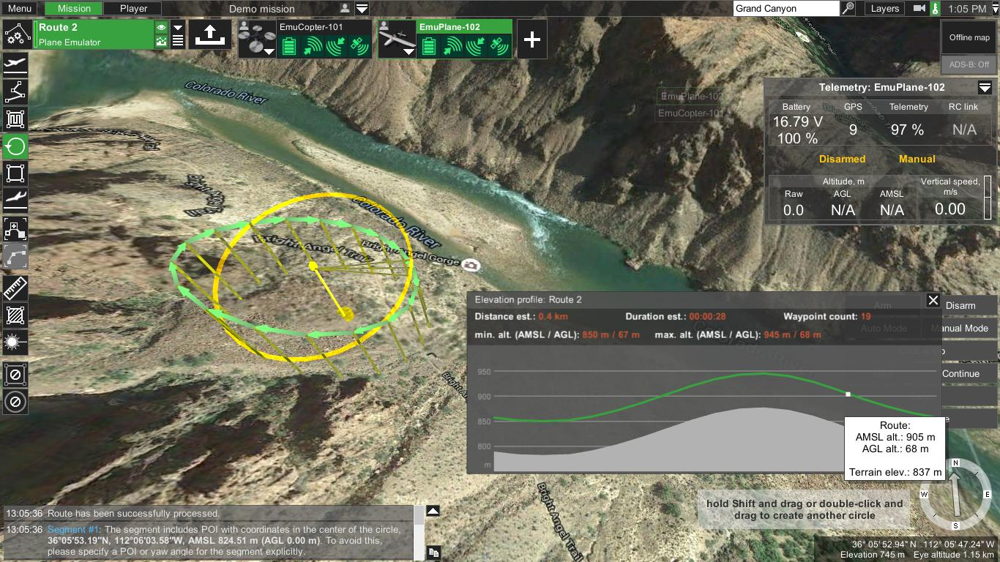 Menu Mission Player Demo mission Grand Canyon Layers 1:05 PM
Route 2
Plane Emulator
EmuCopter-101
EmuPlane-102
Offline map
ADS-B: Off
Colorado River
EmuPlane-102
EmuCopter-101
Telemetry: EmuPlane-102
Battery GPS Telemetry RC link
16.79 V
100 %
9
97 %
N/A
Disarmed Manual
Altitude, m
Vertical speed, m/s
Raw AGL AMSL
0.0 N/A N/A 0.00
Colorado River
Bright Angel Trail
Bright Angel Gorge
Elevation profile: Route 2
Distance est.: 0.4 km Duration est.: 00:00:28 Waypoint count: 19
min. alt. (AMSL / AGL): 850 m / 67 m max. alt. (AMSL / AGL): 945 m / 68 m
950
900
850
800
m
Arm Disarm
Auto Mode Manual Mode
Continue
Route:
AMSL alt.: 905 m
AGL alt.: 68 m
Terrain elev.: 837 m
hold Shift and drag or double-click and
drag to create another circle
N
W E
S
Bright Angel Trail
13:05:36 Route has been successfully processed.
13:05:36 Segment #1: The segment includes POI with coordinates in the center of the circle,
36°05'53.19"N, 112°06'03.58"W, AMSL 824.51 m (AGL 0.00 m). To avoid this,
please specify a POI or yaw angle for the segment explicitly.
36° 05' 52.94" N 112° 05' 47.24" W
Elevation 745 m Eye altitude 1.15 km